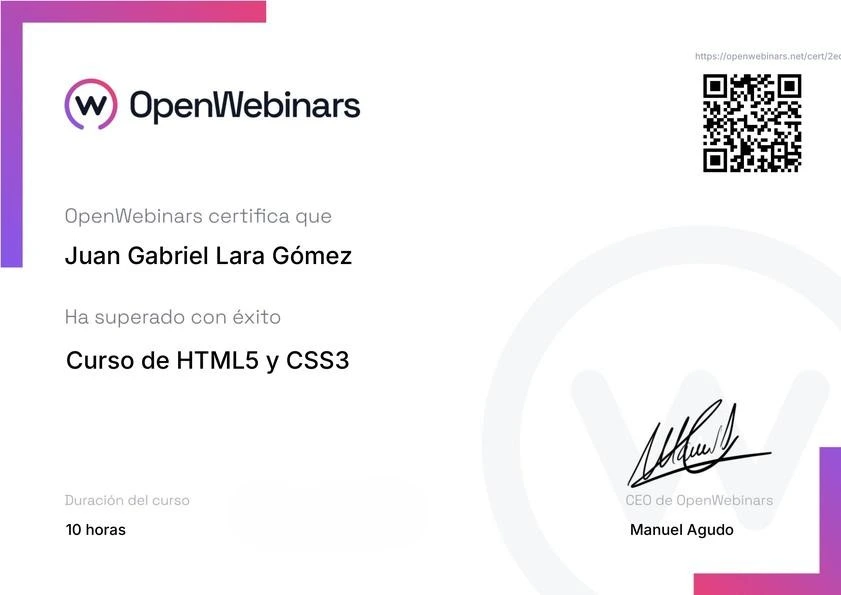 https://openwebinars.net/cert/2ec
OpenWebinars
OpenWebinars certifica que
Juan Gabriel Lara Gómez
Ha superado con éxito
Curso de HTML5 y CSS3
Duración del curso
10 horas
CEO de OpenWebinars
Manuel Agudo